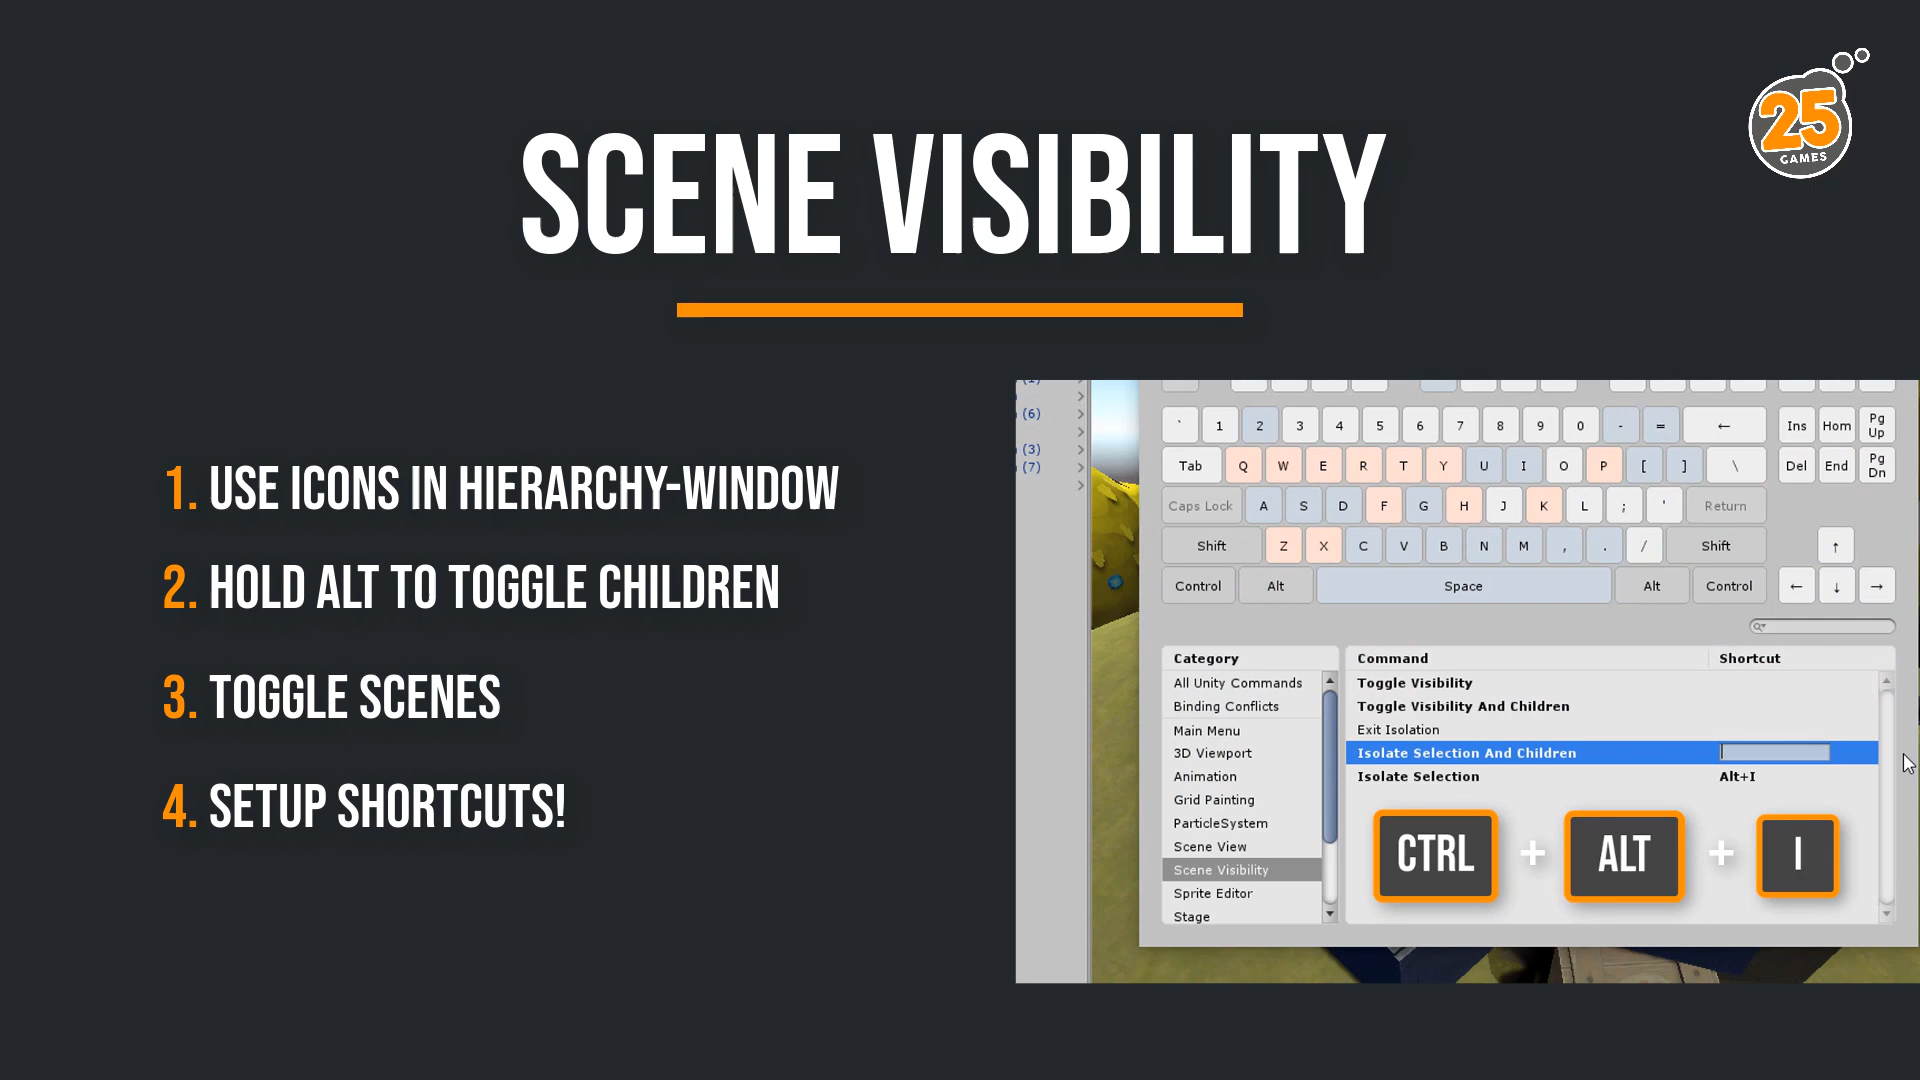 25
GAMES
SCENE VISIBILITY
1. USE ICONS IN HIERARCHY-WINDOW
2. HOLD ALT TO TOGGLE CHILDREN
3. TOGGLE SCENES
4. SETUP SHORTCUTS!
(6)
(3)
(7)
` 1 2 3 4 5 6 7 8 9 0 - = ← Ins Hom Pg Up
Tab Q W E R T Y U I O P [ ] \ Del End Pg Dn
Caps Lock A S D F G H J K L ; ' Return
Shift Z X C V B N M , . / Shift ↑
Control Alt Space Alt Control ← ↓ →
Category Command Shortcut
All Unity Commands Toggle Visibility
Binding Conflicts Toggle Visibility And Children
Main Menu Exit Isolation
3D Viewport Isolate Selection And Children
Animation Isolate Selection Alt+I
Grid Painting
ParticleSystem
Scene View
Scene Visibility
Sprite Editor
Stage
CTRL + ALT + I